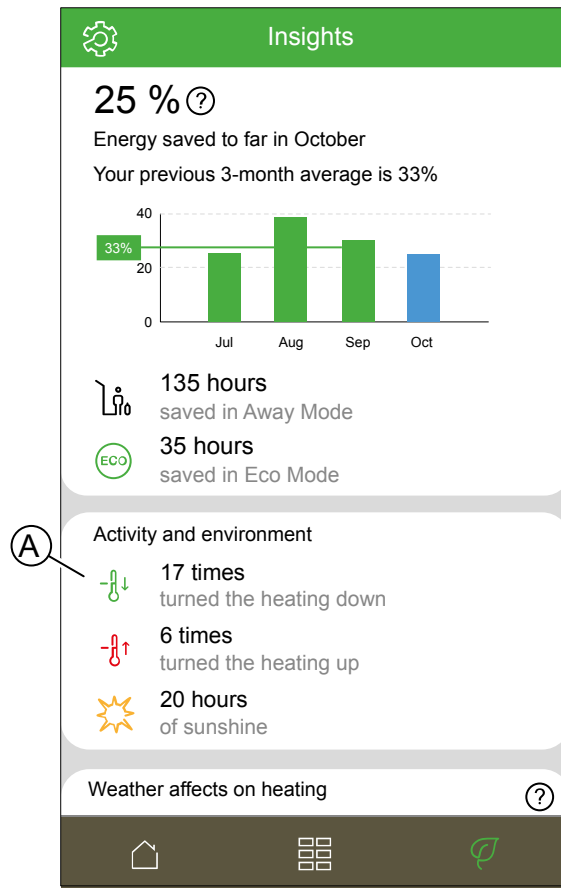 Insights
25 % ?
Energy saved to far in October
Your previous 3-month average is 33%
40
33%
20
0
Jul Aug Sep Oct
135 hours
saved in Away Mode
ECO
35 hours
saved in Eco Mode
A
Activity and environment
17 times
turned the heating down
6 times
turned the heating up
20 hours
of sunshine
Weather affects on heating ?